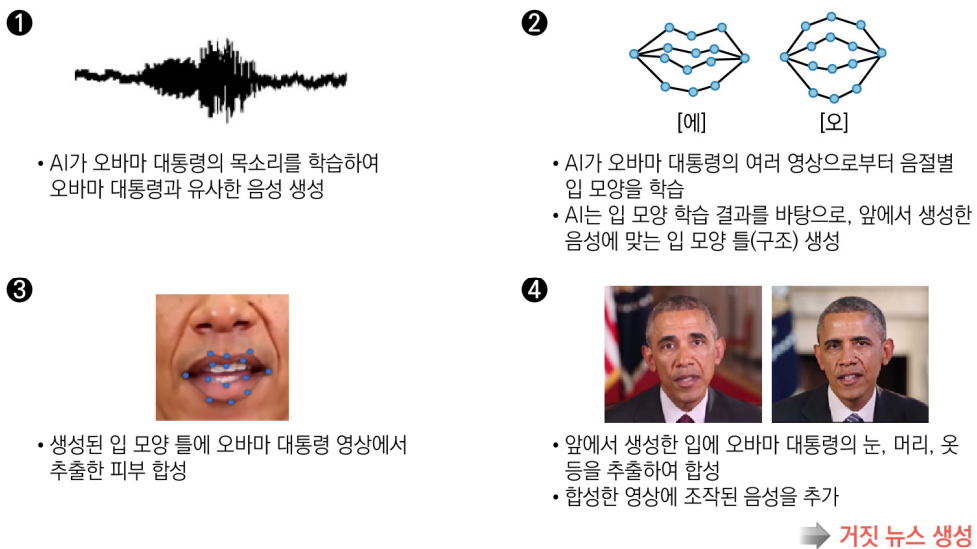 ❶
• AI가 오바마 대통령의 목소리를 학습하여
오바마 대통령과 유사한 음성 생성
❷
[에] [오]
• AI가 오바마 대통령의 여러 영상으로부터 음절별
입 모양을 학습
• AI는 입 모양 학습 결과를 바탕으로, 앞에서 생성한
음성에 맞는 입 모양 틀(구조) 생성
❸
• 생성된 입 모양 틀에 오바마 대통령 영상에서
추출한 피부 합성
❹
• 앞에서 생성한 입에 오바마 대통령의 눈, 머리, 옷
등을 추출하여 합성
• 합성한 영상에 조작된 음성을 추가
거짓 뉴스 생성